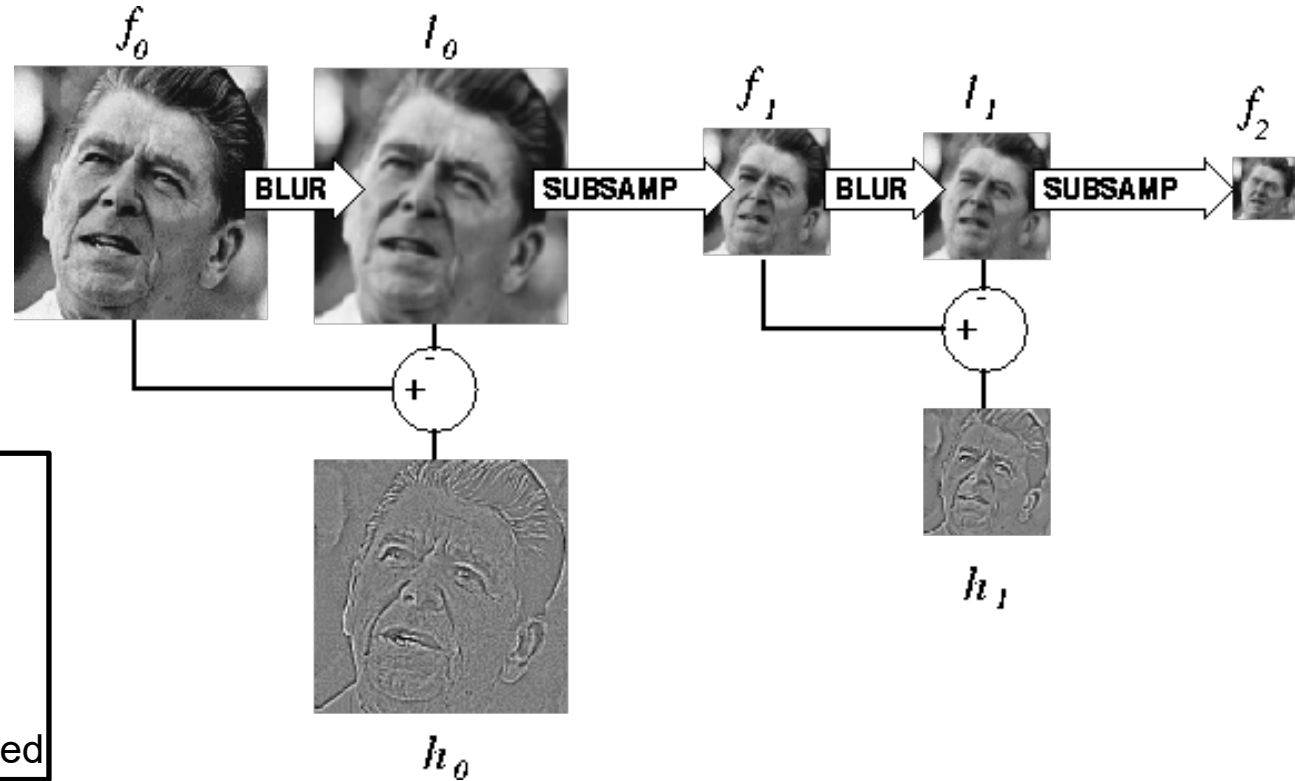 f₀ l₀
f₁ l₁ f₂
BLUR SUBSAMP BLUR SUBSAMP
- +
- +
h₁
ed
h₀